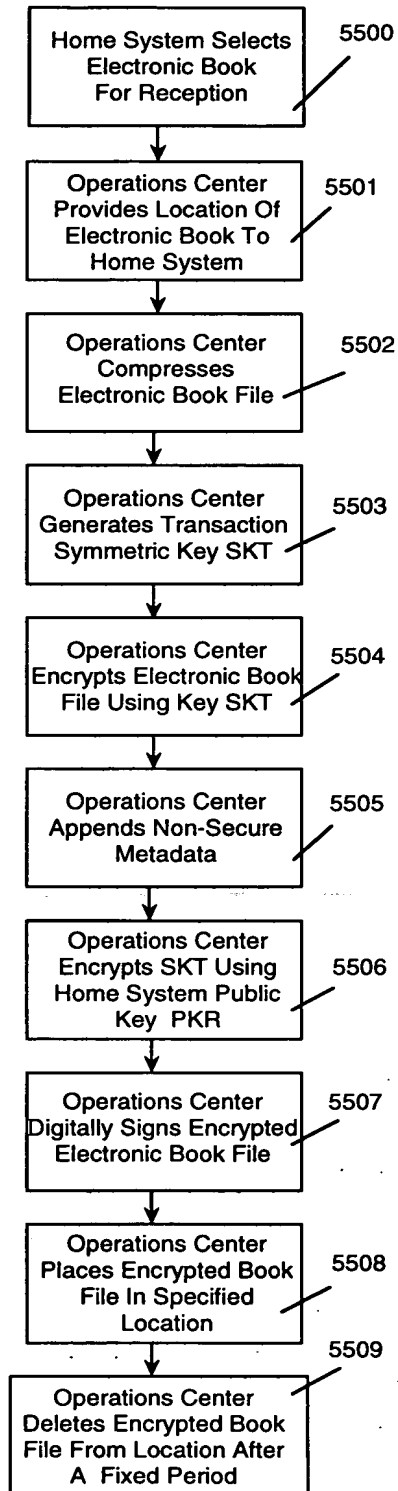 Home System Selects
Electronic Book
For Reception
5500
Operations Center
Provides Location Of
Electronic Book To
Home System
5501
Operations Center
Compresses
Electronic Book File
5502
Operations Center
Generates Transaction
Symmetric Key SKT
5503
Operations Center
Encrypts Electronic Book
File Using Key SKT
5504
Operations Center
Appends Non-Secure
Metadata
5505
Operations Center
Encrypts SKT Using
Home System Public
Key PKR
5506
Operations Center
Digitally Signs Encrypted
Electronic Book File
5507
Operations Center
Places Encrypted Book
File In Specified
Location
5508
Operations Center
Deletes Encrypted Book
File From Location After
A Fixed Period
5509